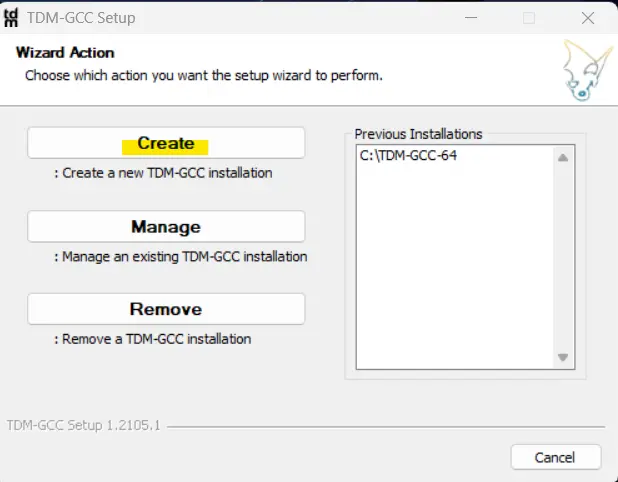 tdm TDM-GCC Setup
Wizard Action
Choose which action you want the setup wizard to perform.
Create
: Create a new TDM-GCC installation
Manage
: Manage an existing TDM-GCC installation
Remove
: Remove a TDM-GCC installation
Previous Installations
C:\TDM-GCC-64
TDM-GCC Setup 1.2105.1
Cancel